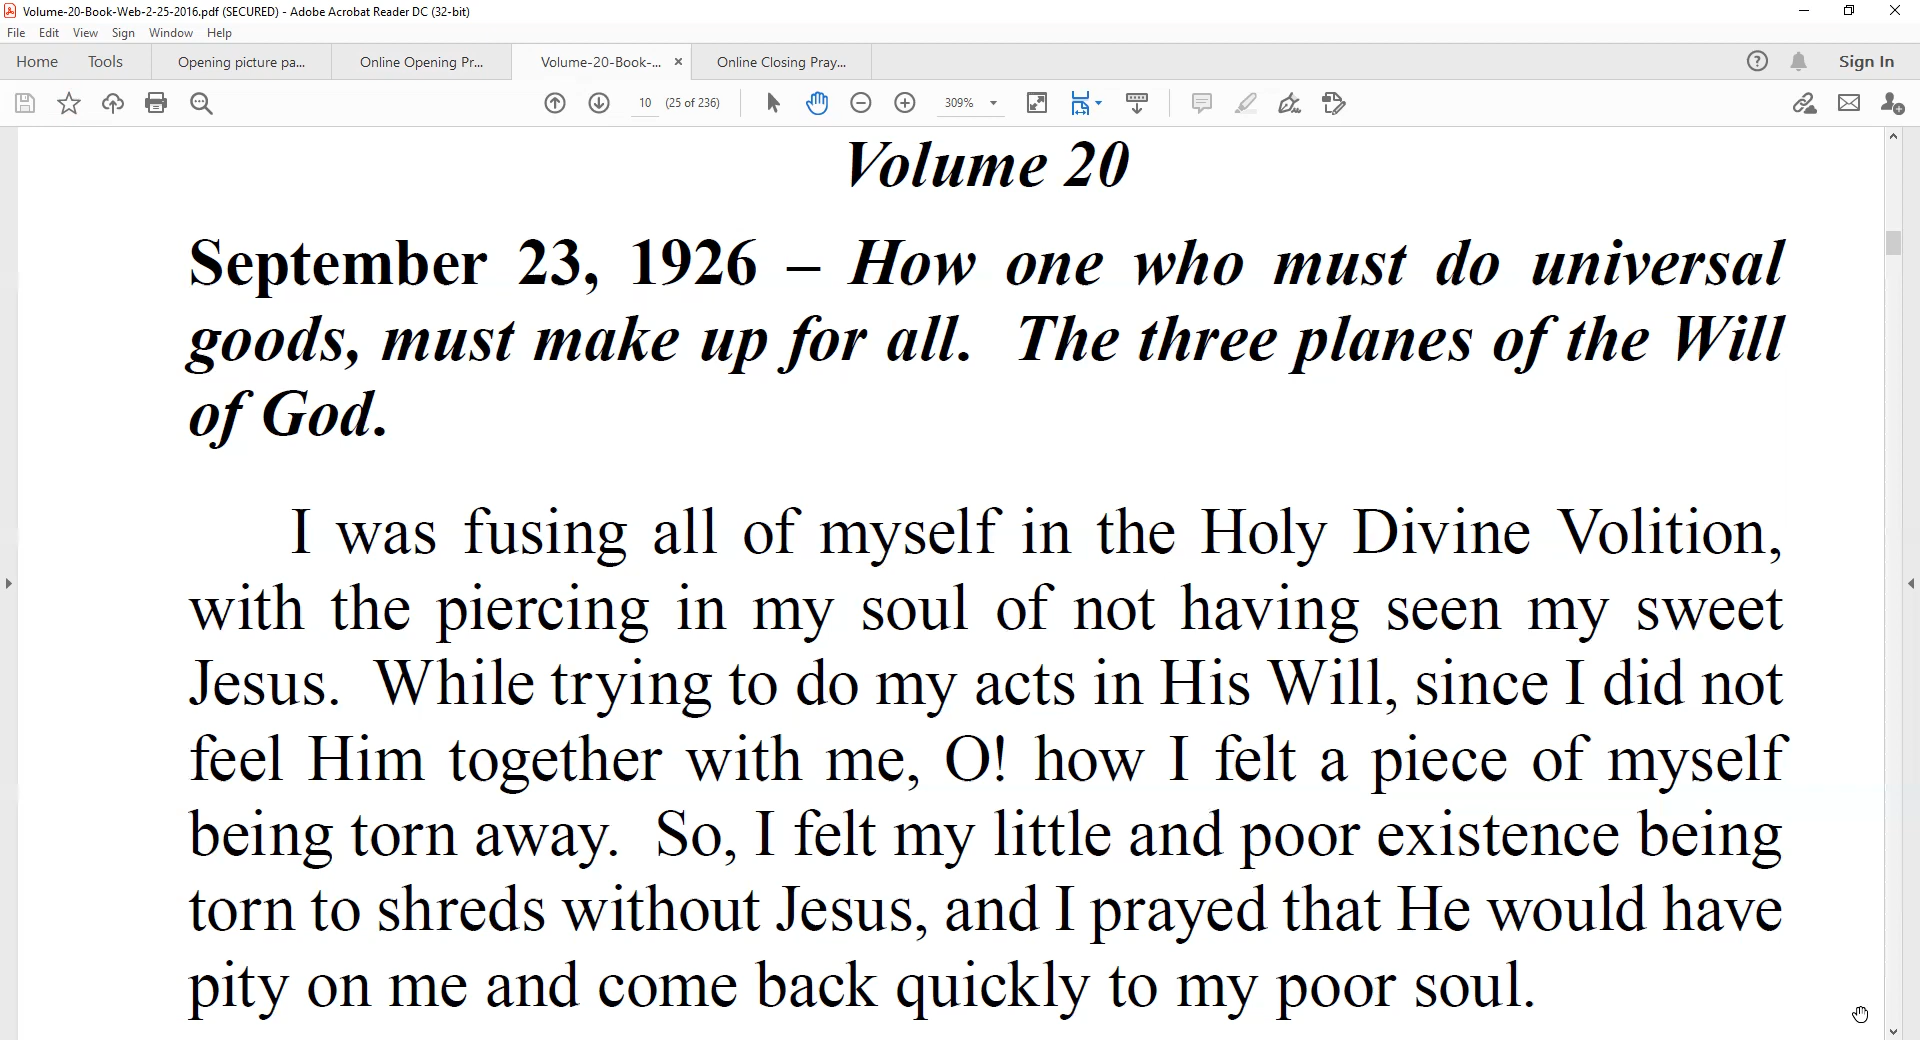 Volume-20-Book-Web-2-25-2016.pdf (SECURED) - Adobe Acrobat Reader DC (32-bit)
File Edit View Sign Window Help
Home Tools Opening picture pa... Online Opening Pr... Volume-20-Book-... × Online Closing Pray... Sign In
10 (25 of 236) 309%
Volume 20
September 23, 1926 – How one who must do universal
goods, must make up for all. The three planes of the Will
of God.
I was fusing all of myself in the Holy Divine Volition,
with the piercing in my soul of not having seen my sweet
Jesus. While trying to do my acts in His Will, since I did not
feel Him together with me, O! how I felt a piece of myself
being torn away. So, I felt my little and poor existence being
torn to shreds without Jesus, and I prayed that He would have
pity on me and come back quickly to my poor soul.